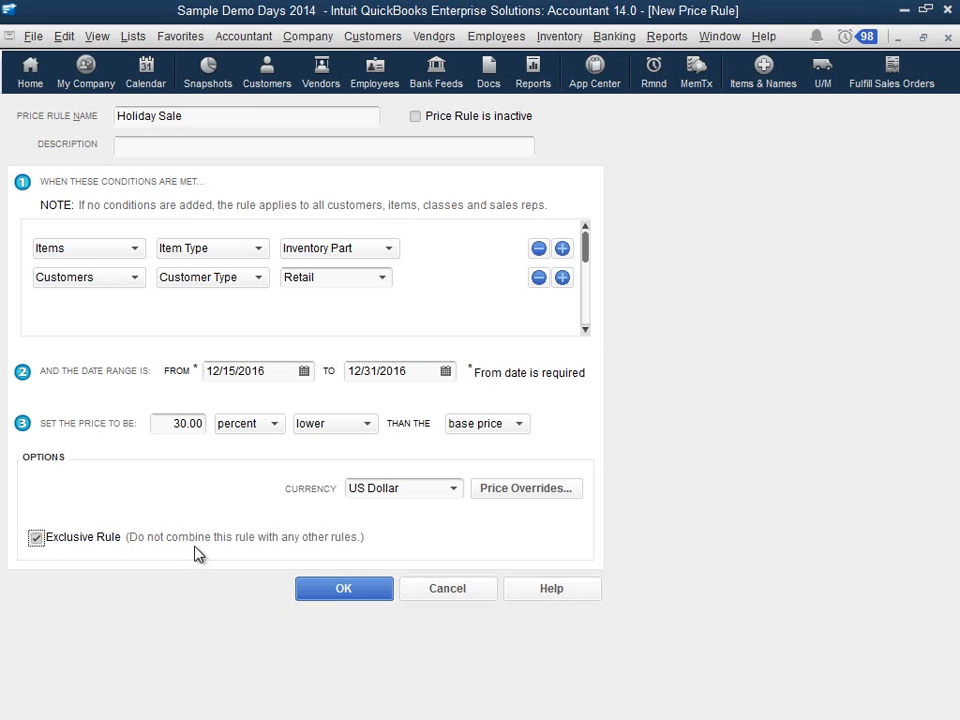 Sample Demo Days 2014 - Intuit QuickBooks Enterprise Solutions: Accountant 14.0 - [New Price Rule]
File Edit View Lists Favorites Accountant Company Customers Vendors Employees Inventory Banking Reports Window Help 98
Home My Company Calendar Snapshots Customers Vendors Employees Bank Feeds Docs Reports App Center Rmnd MemTx Items & Names U/M Fulfill Sales Orders
31
PRICE RULE NAME Holiday Sale Price Rule is inactive
DESCRIPTION
1 WHEN THESE CONDITIONS ARE MET...
NOTE: If no conditions are added, the rule applies to all customers, items, classes and sales reps.
Items Item Type Inventory Part
Customers Customer Type Retail
2 AND THE DATE RANGE IS: FROM * 12/15/2016 TO 12/31/2016 * From date is required
3 SET THE PRICE TO BE: 30.00 percent lower THAN THE base price
OPTIONS
CURRENCY US Dollar Price Overrides...
Exclusive Rule (Do not combine this rule with any other rules.)
OK Cancel Help